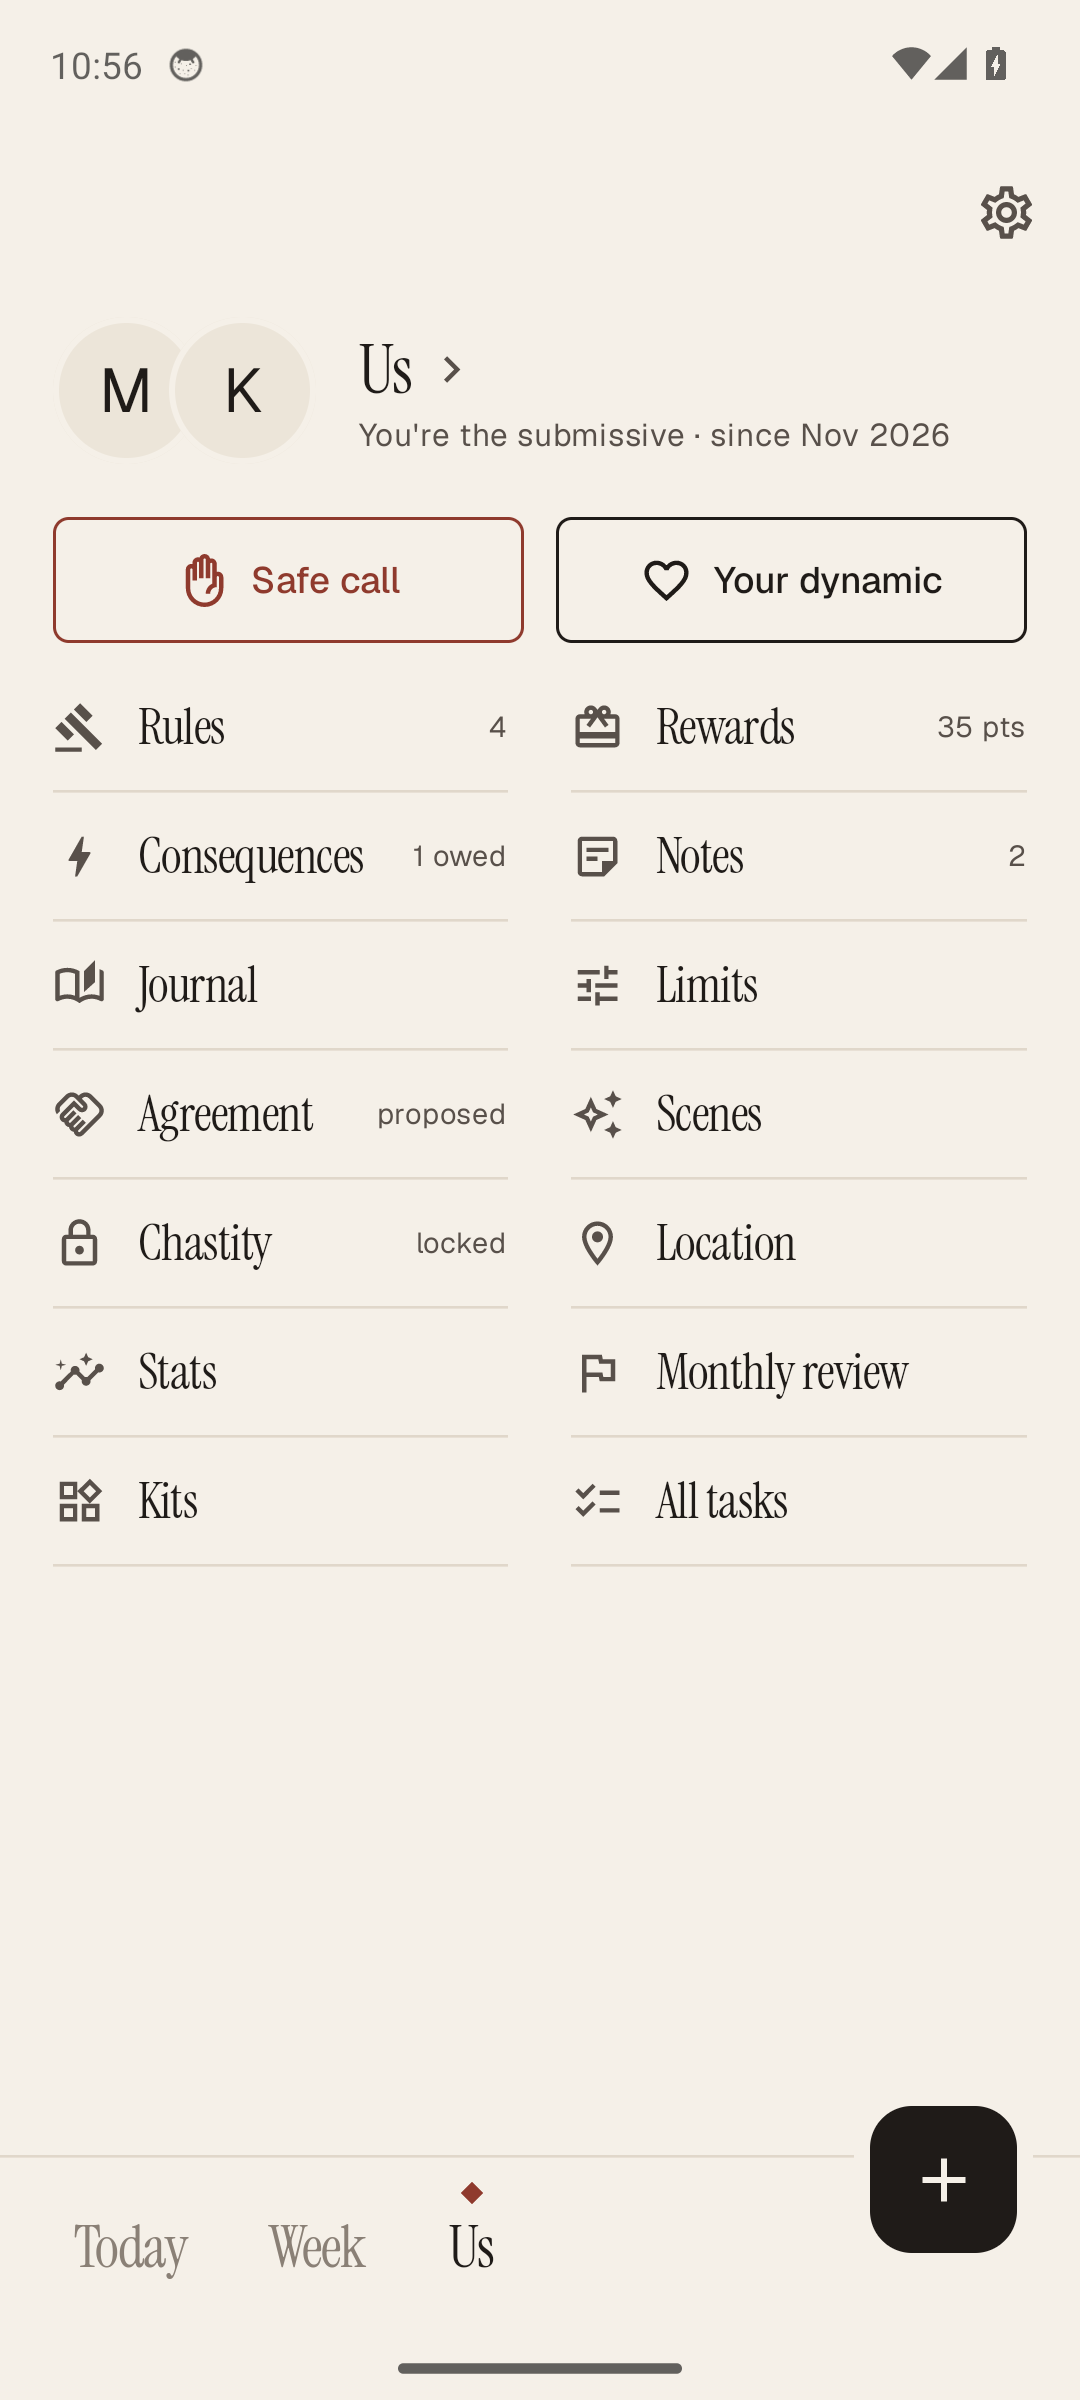 10:56
M K
Us
You're the submissive · since Nov 2026
Safe call
Your dynamic
Rules 4
Rewards 35 pts
Consequences 1 owed
Notes 2
Journal
Limits
Agreement proposed
Scenes
Chastity locked
Location
Stats
Monthly review
Kits
All tasks
Today
Week
Us